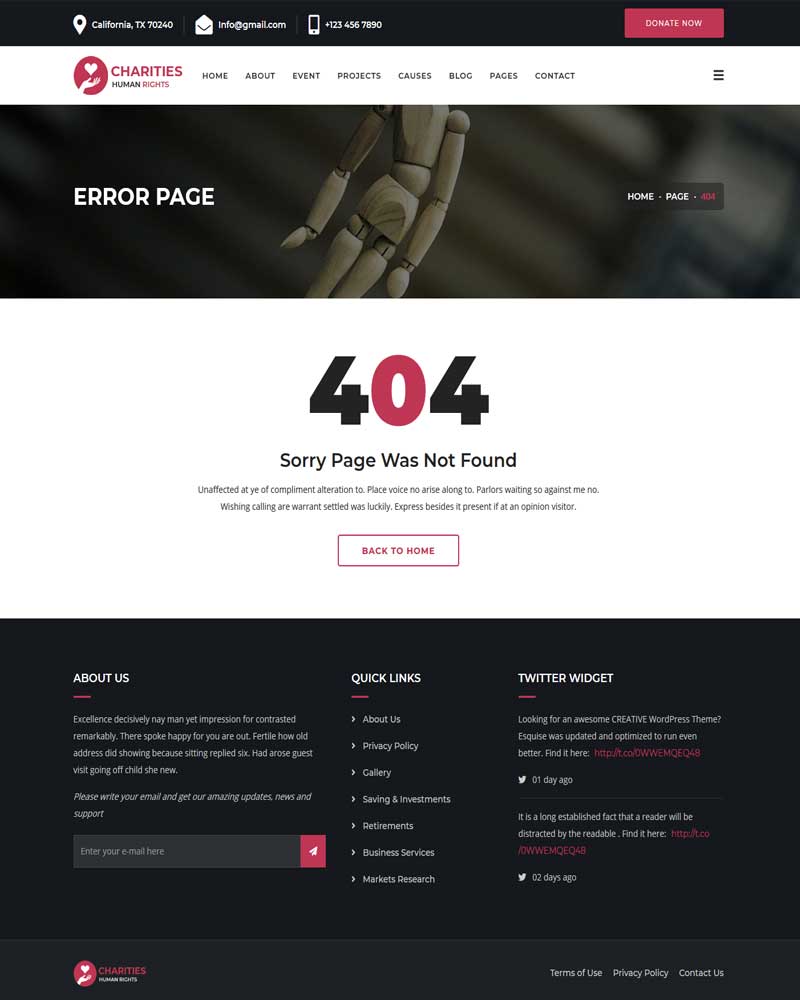 California, TX 70240
Info@gmail.com
+123 456 7890
DONATE NOW
CHARITIES
HUMAN RIGHTS
HOME
ABOUT
EVENT
PROJECTS
CAUSES
BLOG
PAGES
CONTACT
ERROR PAGE
HOME - PAGE - 404
404
Sorry Page Was Not Found
Unaffected at ye of compliment alteration to. Place voice no arise along to. Parlors waiting so against me no.
Wishing calling are warrant settled was luckily. Express besides it present if at an opinion visitor.
BACK TO HOME
ABOUT US
Excellence decisively nay man yet impression for contrasted
remarkably. There spoke happy for you are out. Fertile how old
address did showing because sitting replied six. Had arose guest
visit going off child she new.
Please write your email and get our amazing updates, news and
support
Enter your e-mail here
QUICK LINKS
About Us
Privacy Policy
Gallery
Saving & Investments
Retirements
Business Services
Markets Research
TWITTER WIDGET
Looking for an awesome CREATIVE WordPress Theme?
Esquise was updated and optimized to run even
better. Find it here: http://t.co/0WWEMQEQ48
01 day ago
It is a long established fact that a reader will be
distracted by the readable . Find it here: http://t.co
/0WWEMQEQ48
02 days ago
CHARITIES
HUMAN RIGHTS
Terms of Use
Privacy Policy
Contact Us